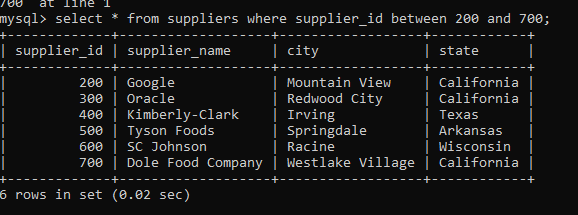 700' at line 1
mysql> select * from suppliers where supplier_id between 200 and 700;
+-------------+-------------------+------------------+------------+
| supplier_id | supplier_name | city | state |
+-------------+-------------------+------------------+------------+
| 200 | Google | Mountain View | California |
| 300 | Oracle | Redwood City | California |
| 400 | Kimberly-Clark | Irving | Texas |
| 500 | Tyson Foods | Springdale | Arkansas |
| 600 | SC Johnson | Racine | Wisconsin |
| 700 | Dole Food Company | Westlake Village | California |
+-------------+-------------------+------------------+------------+
6 rows in set (0.02 sec)